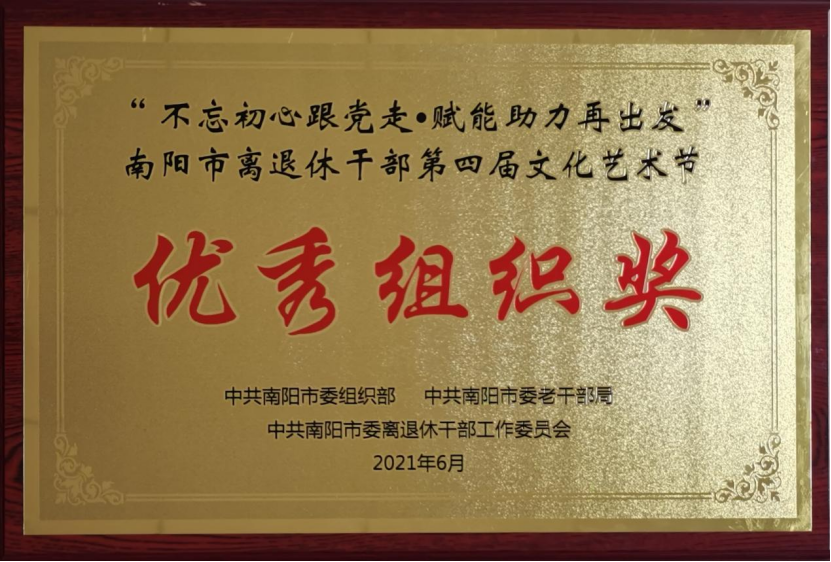 “不忘初心跟党走•赋能助力再出发”
南阳市离退休干部第四届文化艺术节
优秀组织奖
中共南阳市委组织部 中共南阳市委老干部局
中共南阳市委离退休干部工作委员会
2021年6月